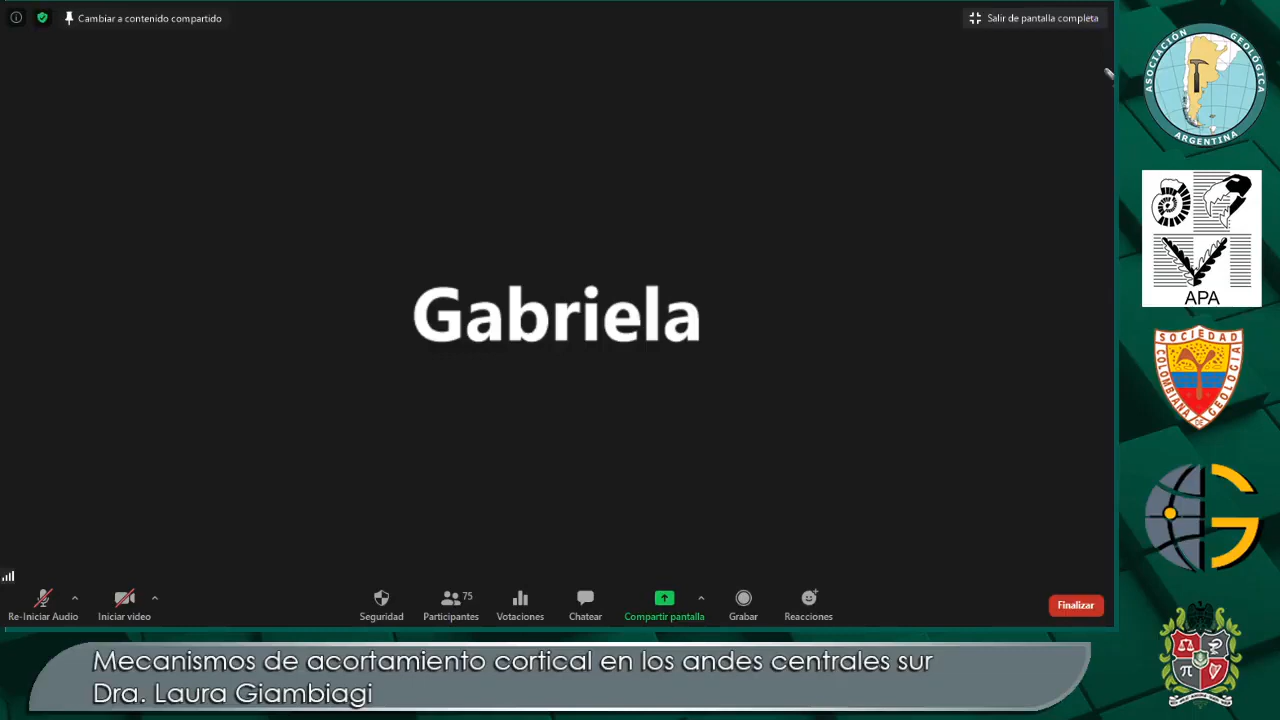 Cambiar a contenido compartido
Salir de pantalla completa
ASOCIACIÓN GEOLÓGICA
ARGENTINA
APA
SOCIEDAD
COLOMBIANA DE GEOLOGIA
G
Gabriela
Re-Iniciar Audio
Iniciar video
Seguridad
75
Participantes
Votaciones
Chatear
Compartir pantalla
Grabar
Reacciones
Finalizar
Mecanismos de acortamiento cortical en los andes centrales sur
Dra. Laura Giambiagi